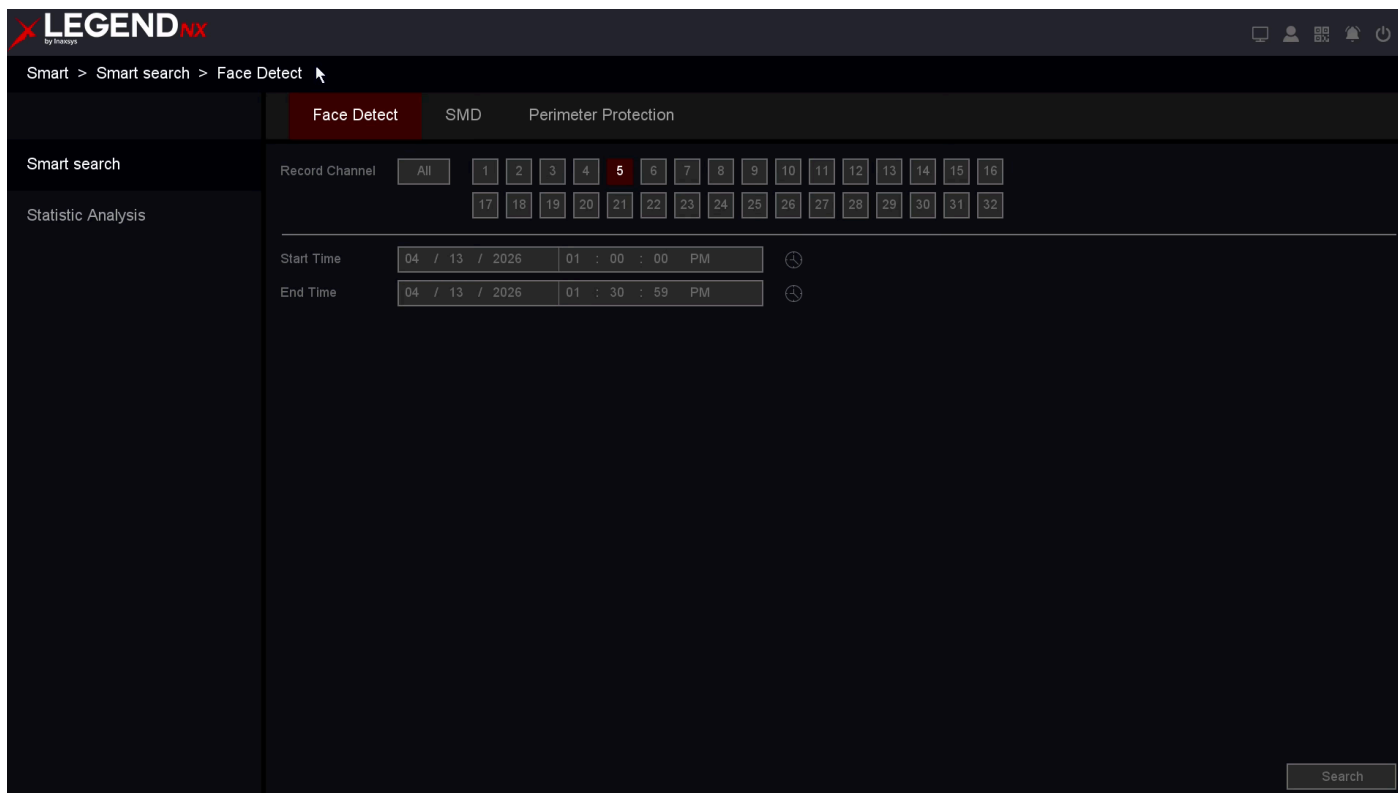 LEGEND NX
by Inaxsys
Smart > Smart search > Face Detect
Face Detect SMD Perimeter Protection
Smart search
Statistic Analysis
Record Channel All 1 2 3 4 5 6 7 8 9 10 11 12 13 14 15 16
17 18 19 20 21 22 23 24 25 26 27 28 29 30 31 32
Start Time 04 / 13 / 2026 01 : 00 : 00 PM
End Time 04 / 13 / 2026 01 : 30 : 59 PM
Search